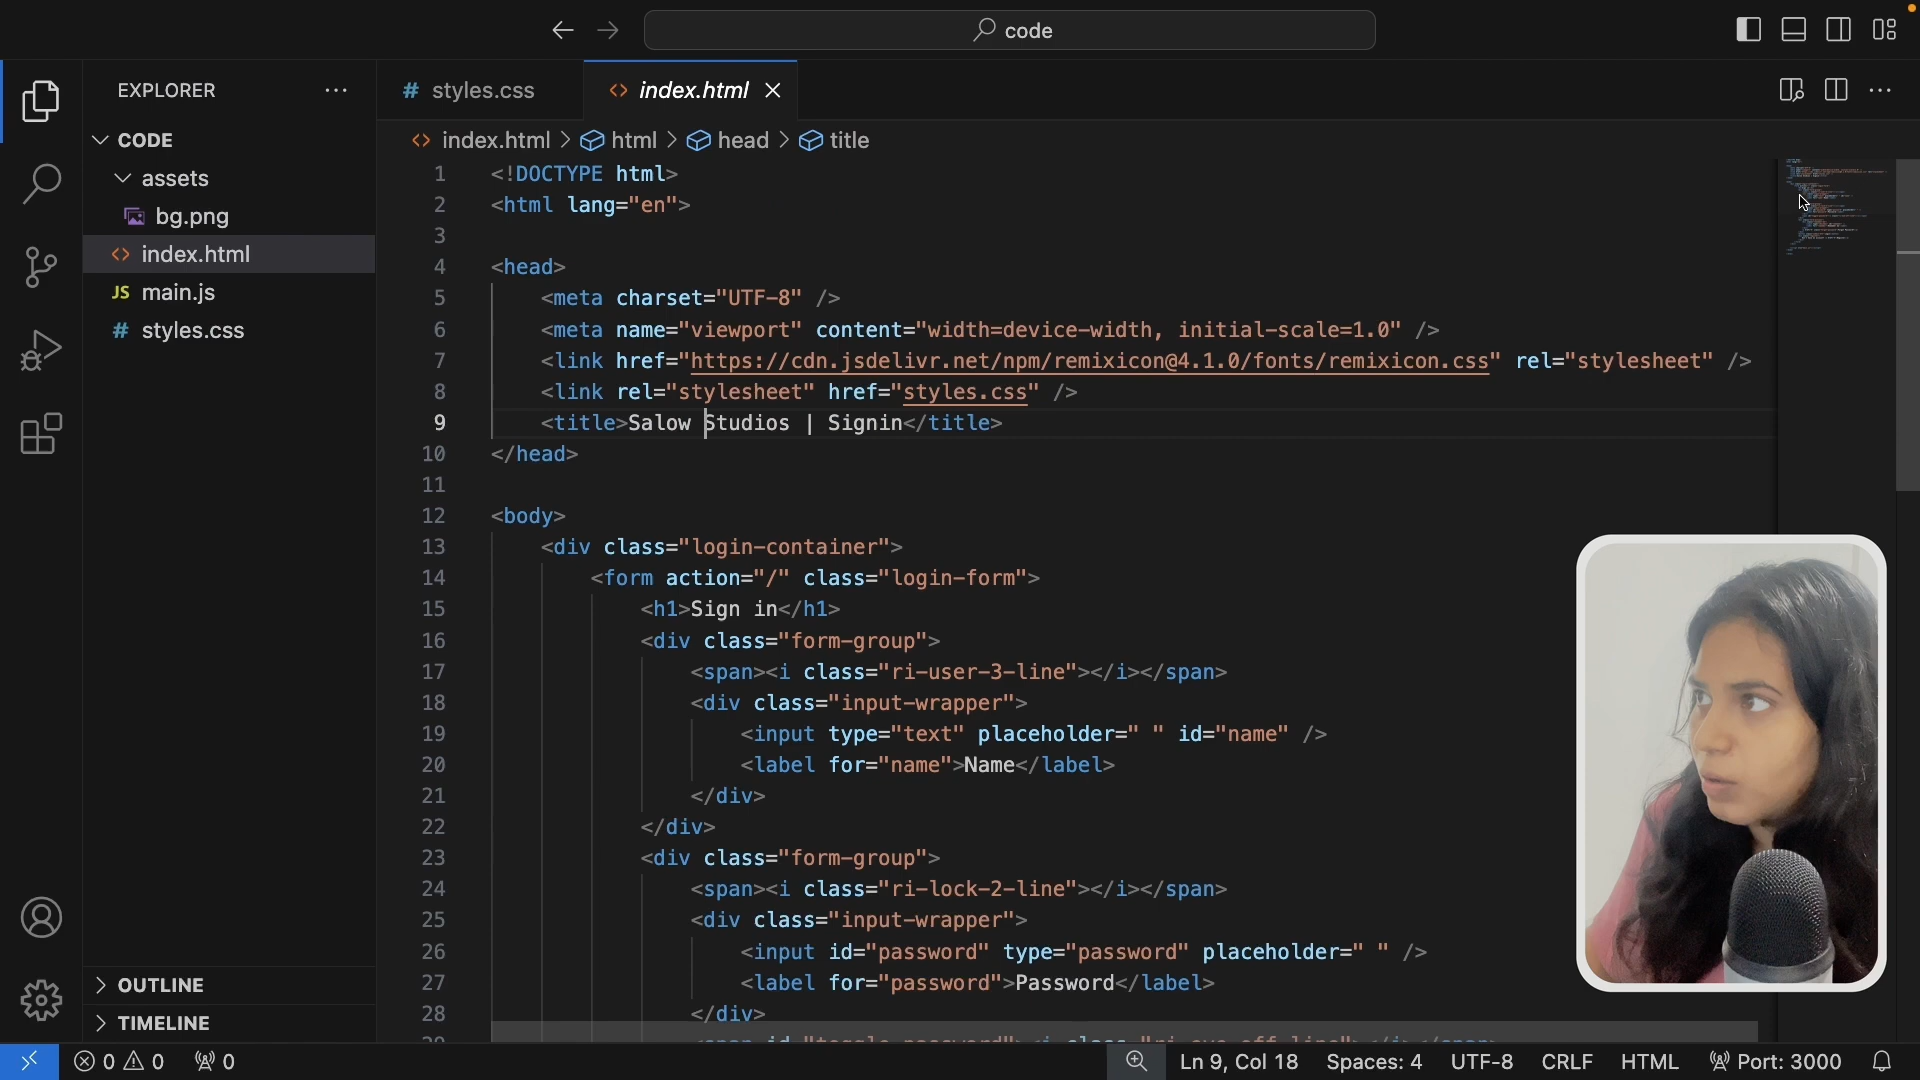 code
EXPLORER
CODE
assets
bg.png
index.html
JS main.js
# styles.css
OUTLINE
TIMELINE
# styles.css
<> index.html
<> index.html > html > head > title
1 <!DOCTYPE html>
2 <html lang="en">
3
4 <head>
5 <meta charset="UTF-8" />
6 <meta name="viewport" content="width=device-width, initial-scale=1.0" />
7 <link href="https://cdn.jsdelivr.net/npm/remixicon@4.1.0/fonts/remixicon.css" rel="stylesheet" />
8 <link rel="stylesheet" href="styles.css" />
9 <title>Salow Studios | Signin</title>
10 </head>
11
12 <body>
13 <div class="login-container">
14 <form action="/" class="login-form">
15 <h1>Sign in</h1>
16 <div class="form-group">
17 <span><i class="ri-user-3-line"></i></span>
18 <div class="input-wrapper">
19 <input type="text" placeholder=" " id="name" />
20 <label for="name">Name</label>
21 </div>
22 </div>
23 <div class="form-group">
24 <span><i class="ri-lock-2-line"></i></span>
25 <div class="input-wrapper">
26 <input id="password" type="password" placeholder=" " />
27 <label for="password">Password</label>
28 </div>
0 0 0
Ln 9, Col 18
Spaces: 4
UTF-8
CRLF
HTML
Port: 3000